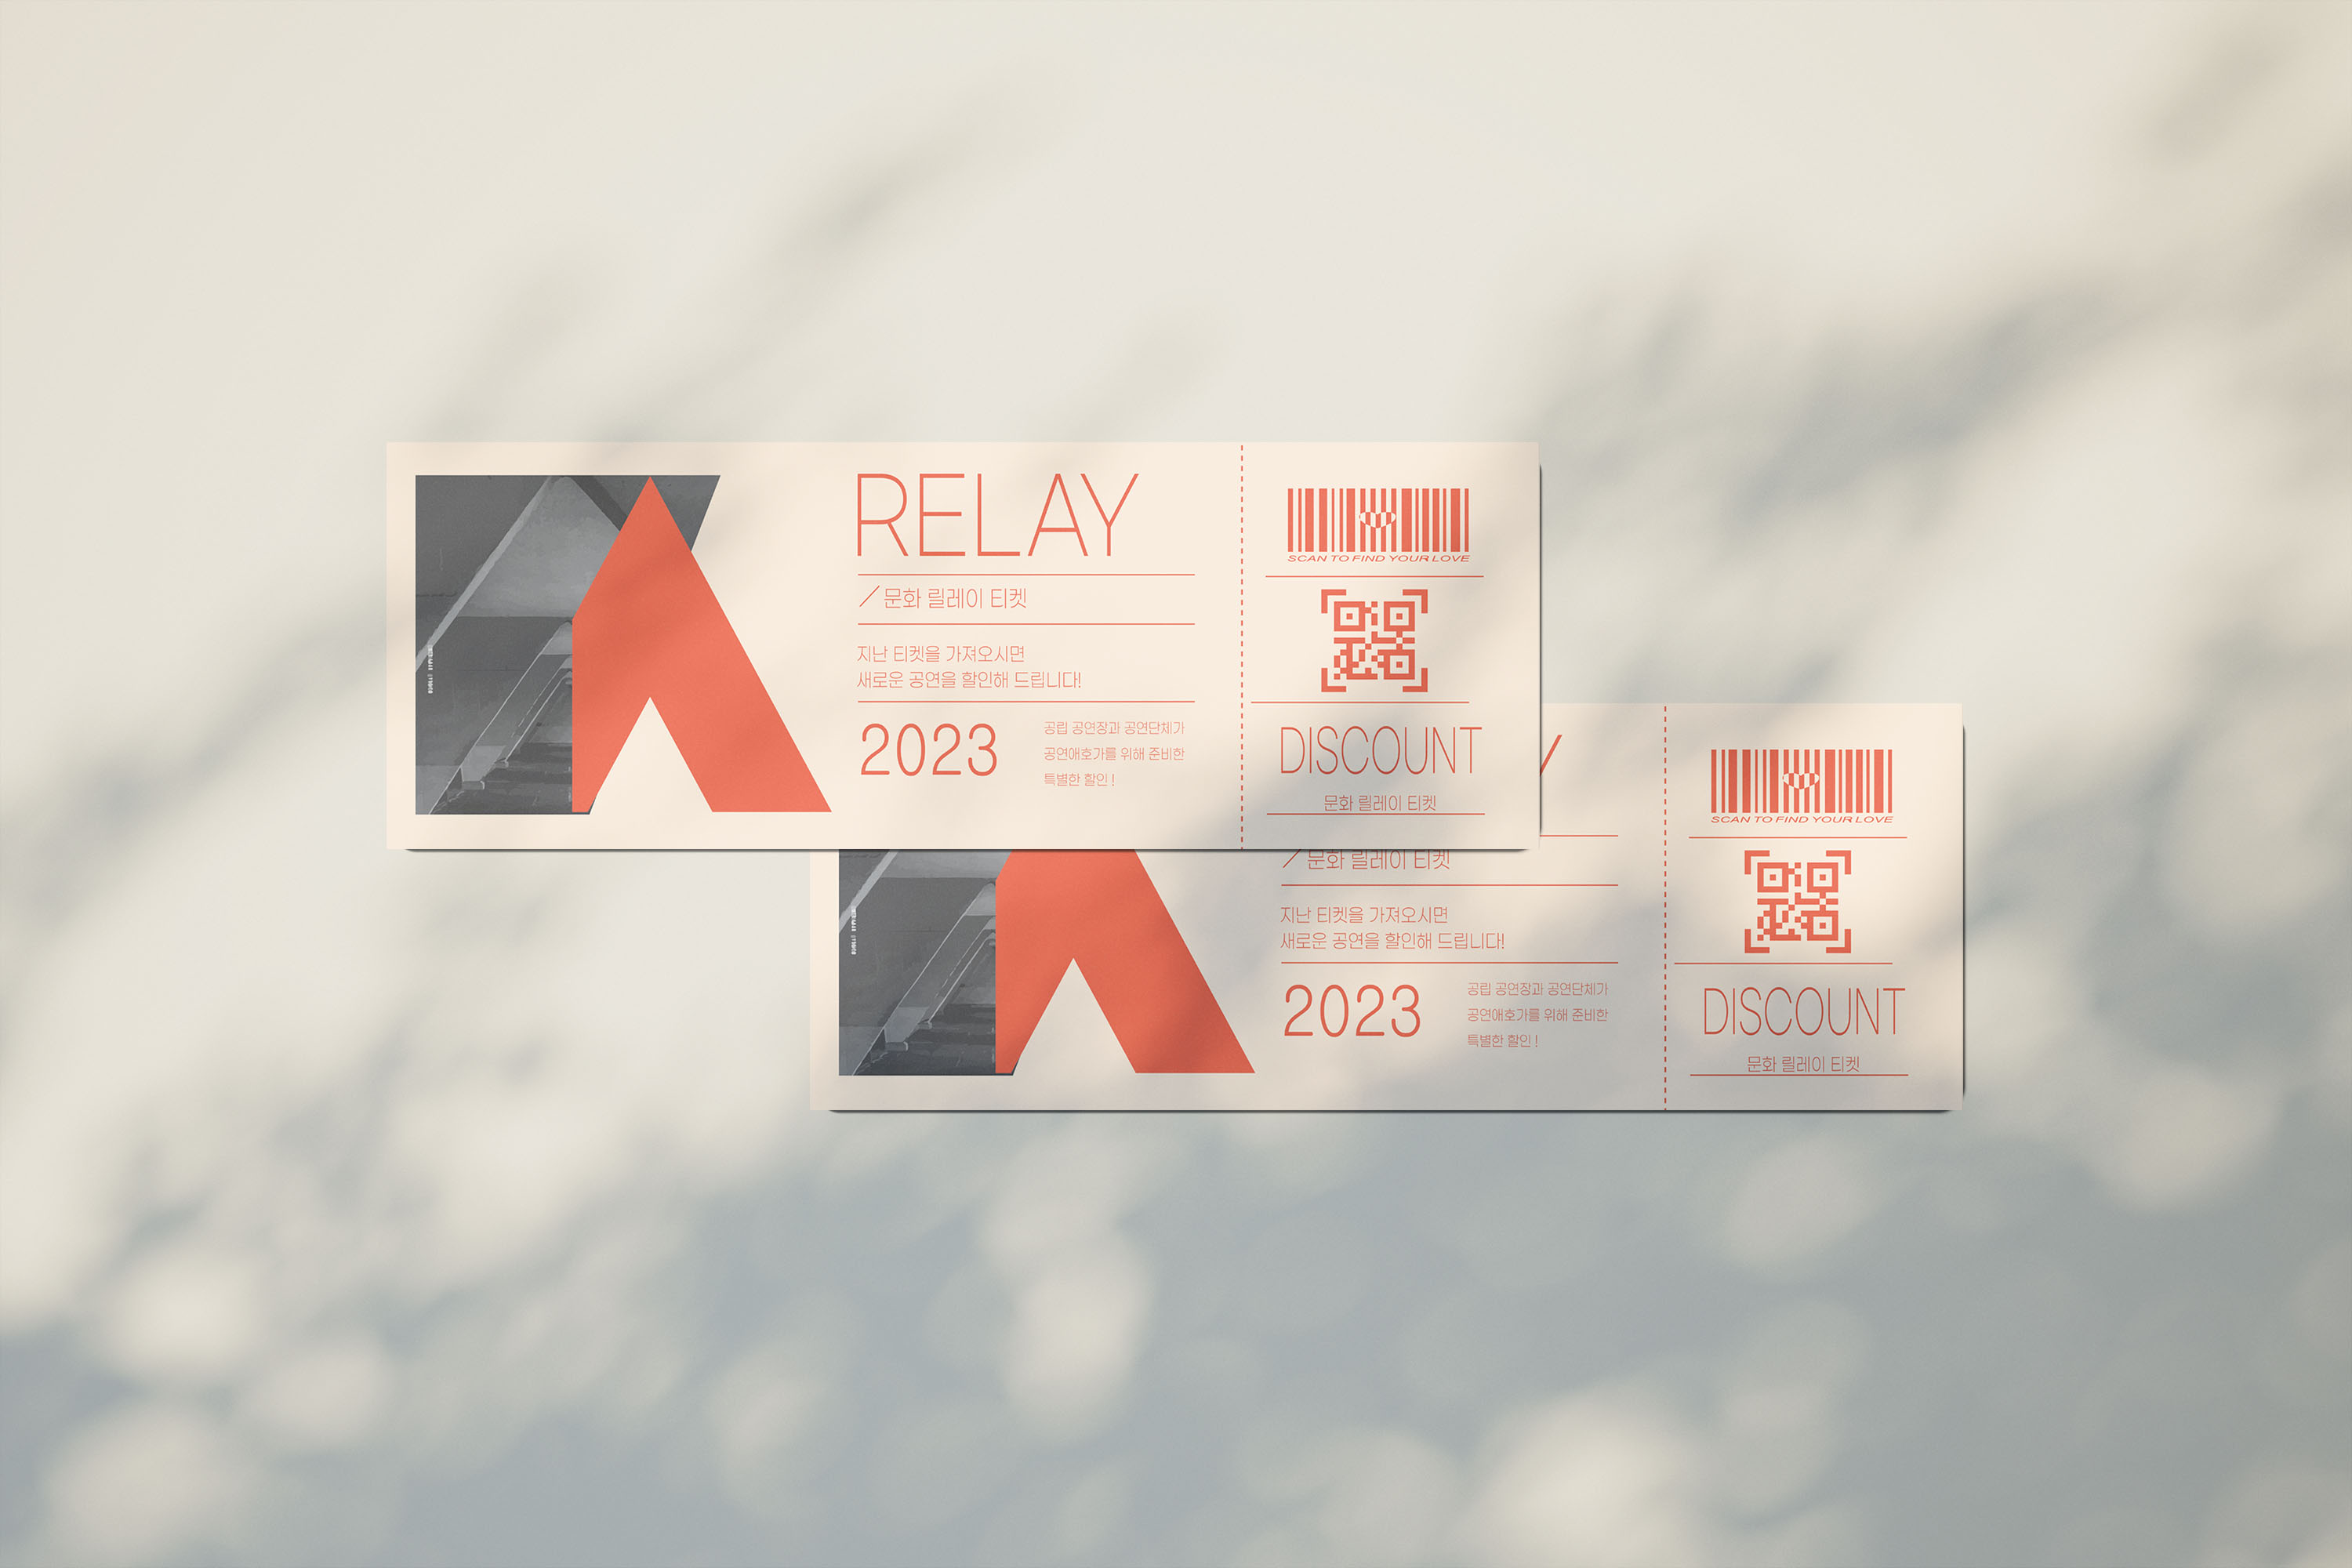 RELAY
/문화 릴레이 티켓
지난 티켓을 가져오시면
새로운 공연을 할인해 드립니다!
2023
공립 공연장과 공연단체가
공연애호가를 위해 준비한
특별한 할인 !
SCAN TO FIND YOUR LOVE
DISCOUNT
문화 릴레이 티켓
Y
/문화 릴레이 티켓
지난 티켓을 가져오시면
새로운 공연을 할인해 드립니다!
2023
공립 공연장과 공연단체가
공연애호가를 위해 준비한
특별한 할인 !
SCAN TO FIND YOUR LOVE
DISCOUNT
문화 릴레이 티켓